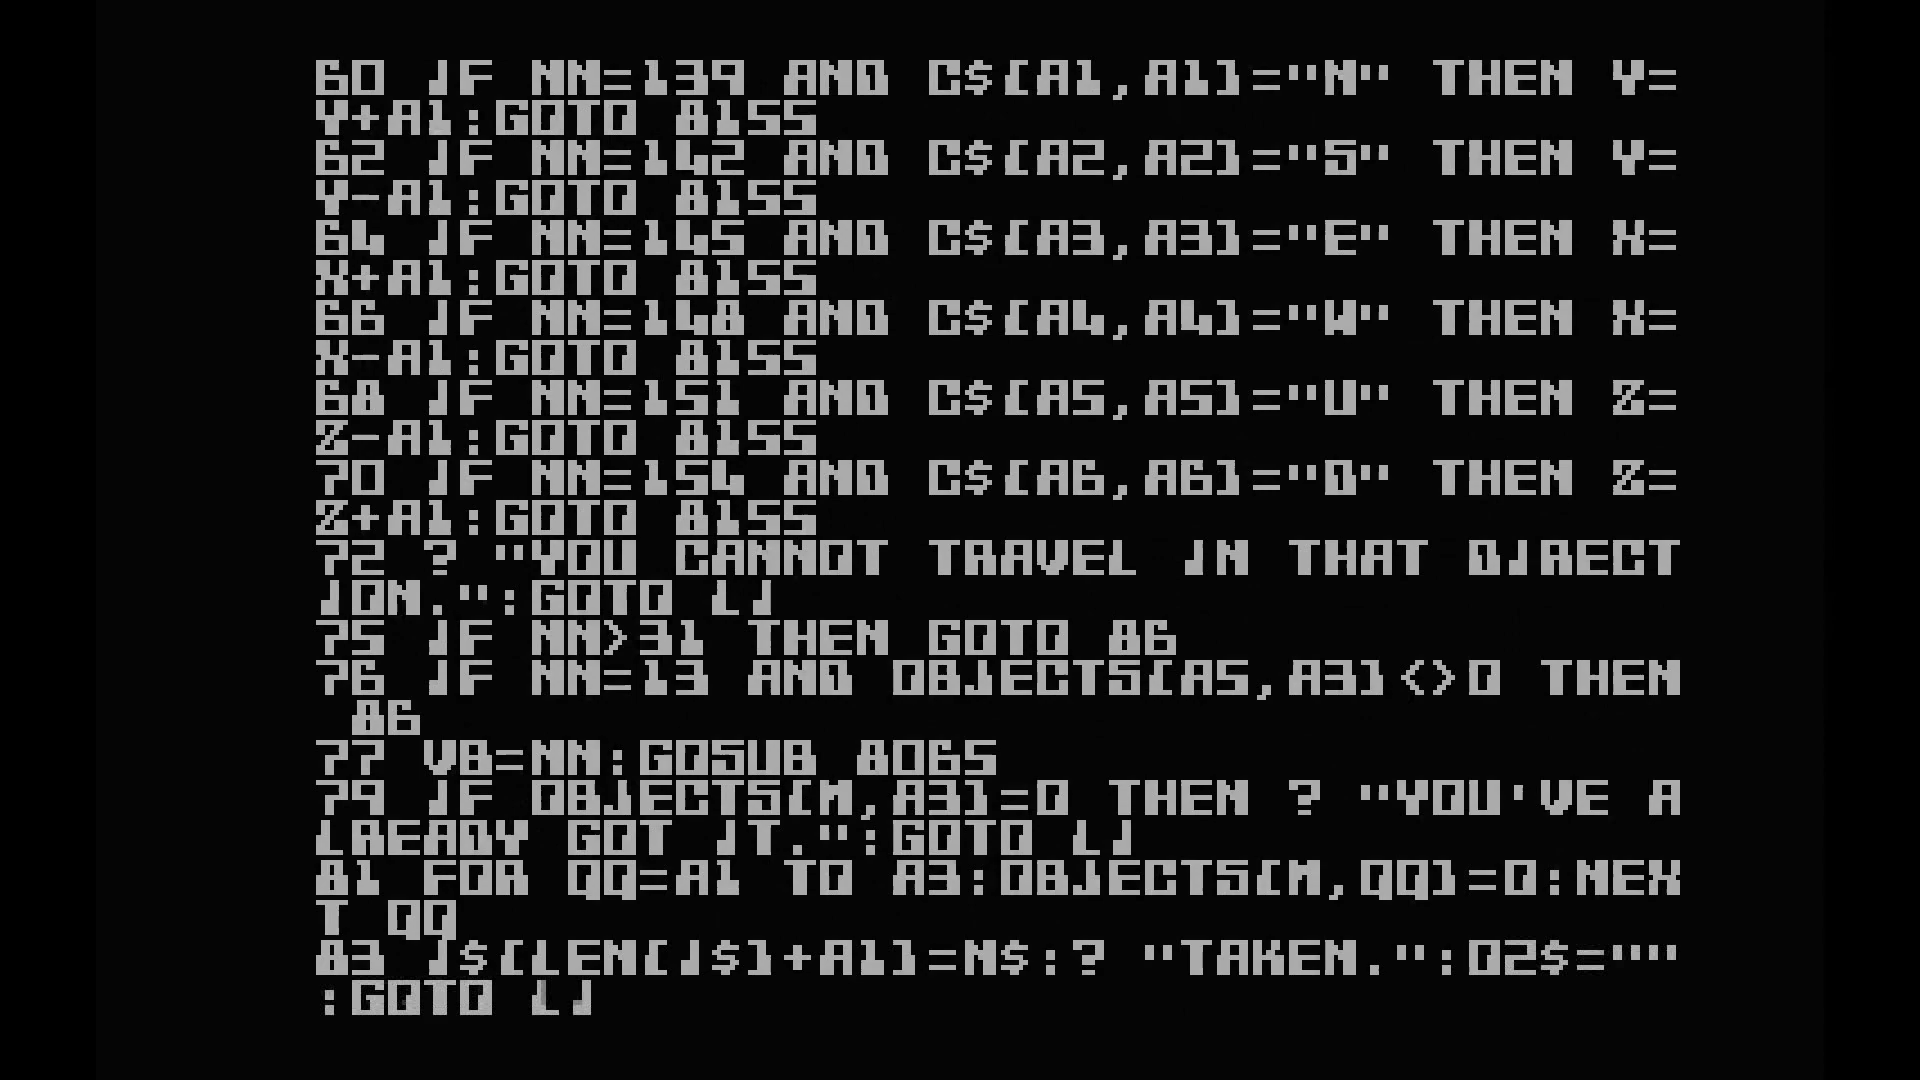 60 IF NN=139 AND C$(A1,A1)="N" THEN Y=
Y+A1:GOTO 8155
62 IF NN=142 AND C$(A2,A2)="S" THEN Y=
Y-A1:GOTO 8155
64 IF NN=145 AND C$(A3,A3)="E" THEN X=
X+A1:GOTO 8155
66 IF NN=148 AND C$(A4,A4)="W" THEN X=
X-A1:GOTO 8155
68 IF NN=151 AND C$(A5,A5)="U" THEN Z=
Z-A1:GOTO 8155
70 IF NN=154 AND C$(A6,A6)="D" THEN Z=
Z+A1:GOTO 8155
72 ? "YOU CANNOT TRAVEL IN THAT DIRECT
ION.":GOTO LI
75 IF NN>31 THEN GOTO 86
76 IF NN=13 AND OBJECTS(A5,A3)<>0 THEN
86
77 VB=NN:GOSUB 8065
79 IF OBJECTS(M,A3)=0 THEN ? "YOU'VE A
LREADY GOT IT.":GOTO LI
81 FOR QQ=A1 TO A3:OBJECTS(M,QQ)=0:NEX
T QQ
83 I$(LEN(I$)+A1)=N$:? "TAKEN.":O2$=""
:GOTO LI